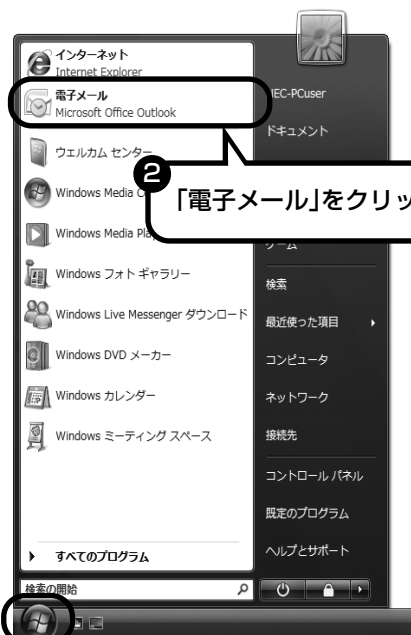 インターネット
Internet Explorer
電子メール
Microsoft Office Outlook
ウェルカム センター
Windows Media
Windows Media
Windows フォト ギャラリー
Windows Live Messenger ダウンロード
Windows DVD メーカー
Windows カレンダー
Windows ミーティング スペース
すべてのプログラム
検索の開始
NEC-PCuser
ドキュメント
❷
「電子メール」をクリッ
ゲーム
検索
最近使った項目
コンピュータ
ネットワーク
接続先
コントロール パネル
既定のプログラム
ヘルプとサポート